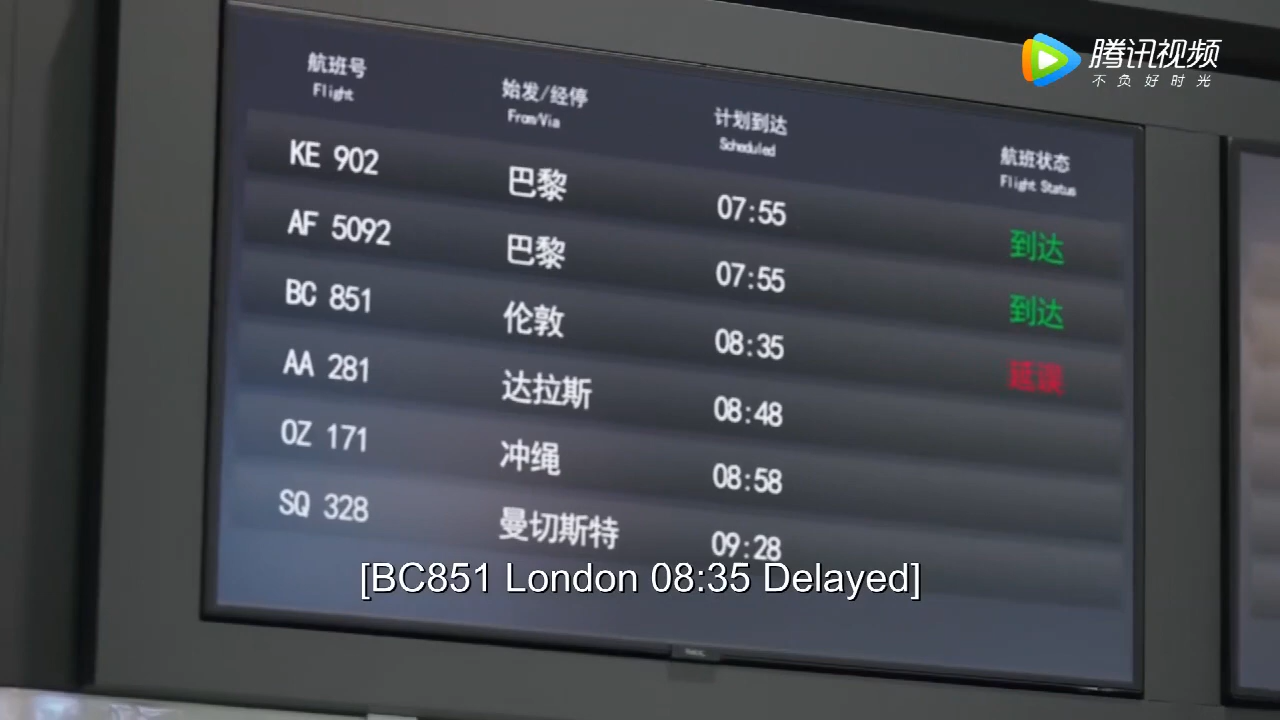 腾讯视频
不负好时光
航班号 始发/经停 计划到达 航班状态
Flight From/Via Scheduled Flight Status
KE 902 巴黎 07:55 到达
AF 5092 巴黎 07:55 到达
BC 851 伦敦 08:35 延误
AA 281 达拉斯 08:48
OZ 171 冲绳 08:58
SQ 328 曼切斯特 09:28
[BC851 London 08:35 Delayed]
NEC